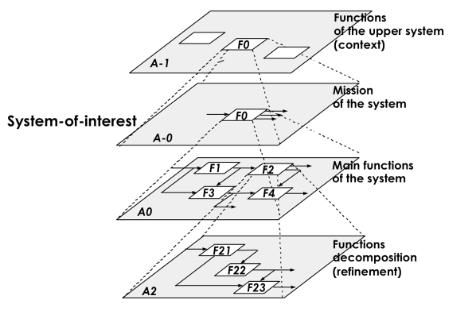 Functions
of the upper system
(context)
F0
A-1
Mission
of the system
System-of-interest
F0
A-0
F1
F2
Main functions
of the system
F3
F4
A0
Functions
decomposition
(refinement)
F21
F22
F23
A2